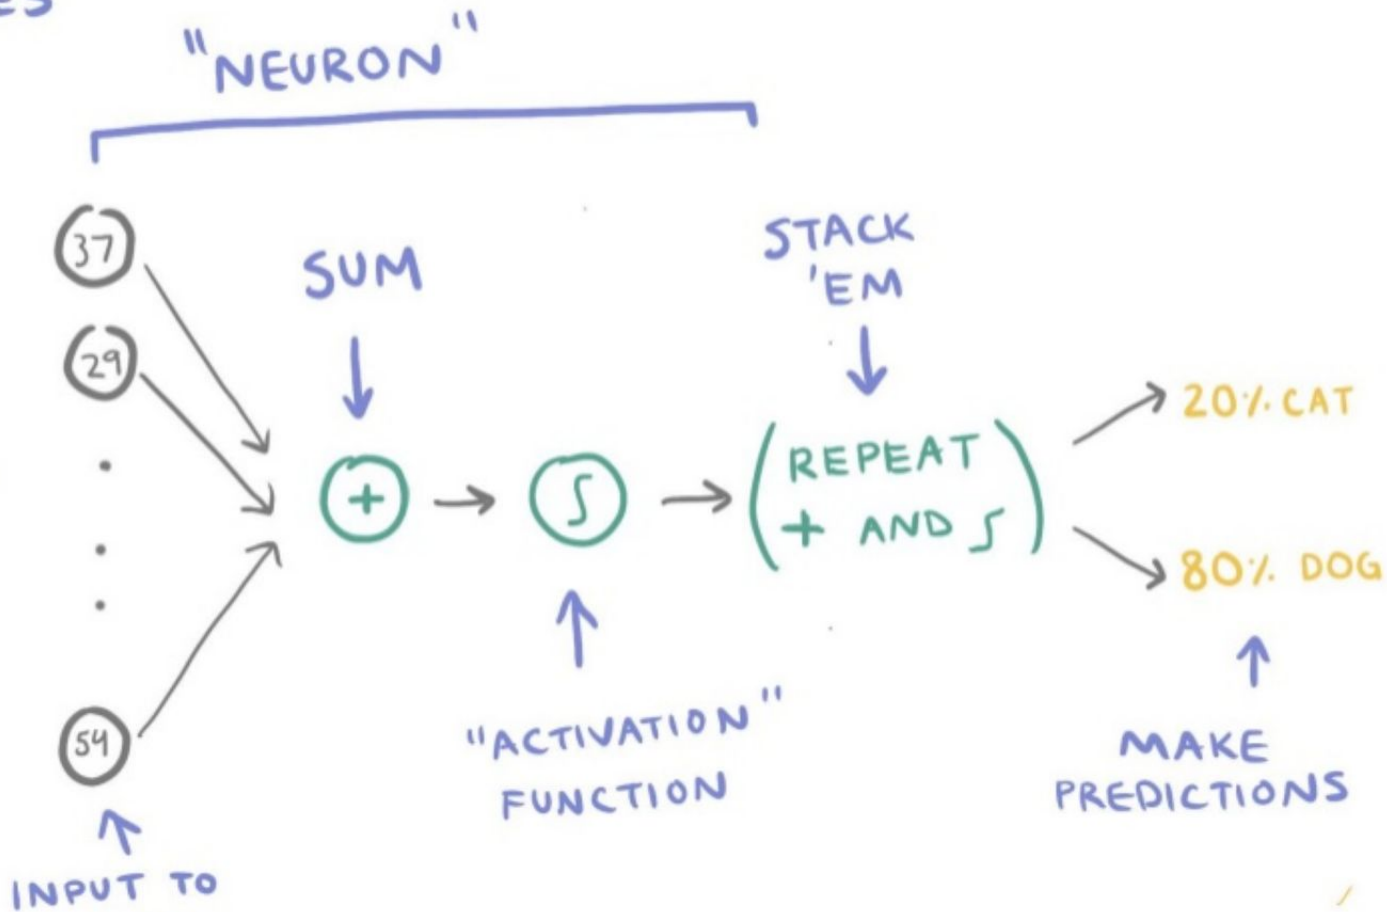 "NEURON"
37
29
54
SUM
+
∫
STACK
'EM
(REPEAT
+ AND ∫)
20% CAT
80% DOG
"ACTIVATION"
FUNCTION
MAKE
PREDICTIONS
INPUT TO